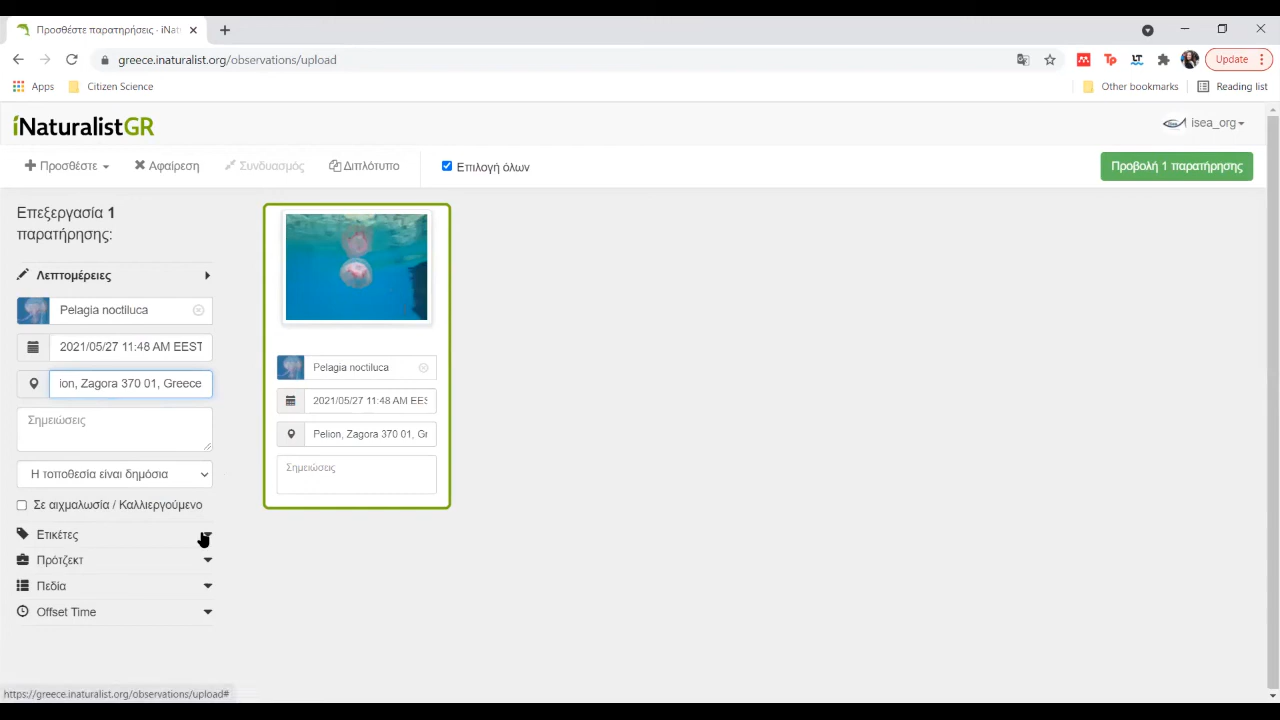 Προσθέστε παρατηρήσεις · iNat
greece.inaturalist.org/observations/upload
Update
Apps
Citizen Science
Other bookmarks
Reading list
iNaturalistGR
isea_org
Προσθέστε
Αφαίρεση
Συνδυασμός
Διπλότυπο
Επιλογή όλων
Προβολή 1 παρατήρησης
Επεξεργασία 1
παρατήρησης:
Λεπτομέρειες
Pelagia noctiluca
2021/05/27 11:48 AM EEST
ion, Zagora 370 01, Greece
Σημειώσεις
Η τοποθεσία είναι δημόσια
Σε αιχμαλωσία / Καλλιεργούμενο
Ετικέτες
Πρότζεκτ
Πεδία
Offset Time
Pelagia noctiluca
2021/05/27 11:48 AM EES
Pelion, Zagora 370 01, Gr
Σημειώσεις
https://greece.inaturalist.org/observations/upload#